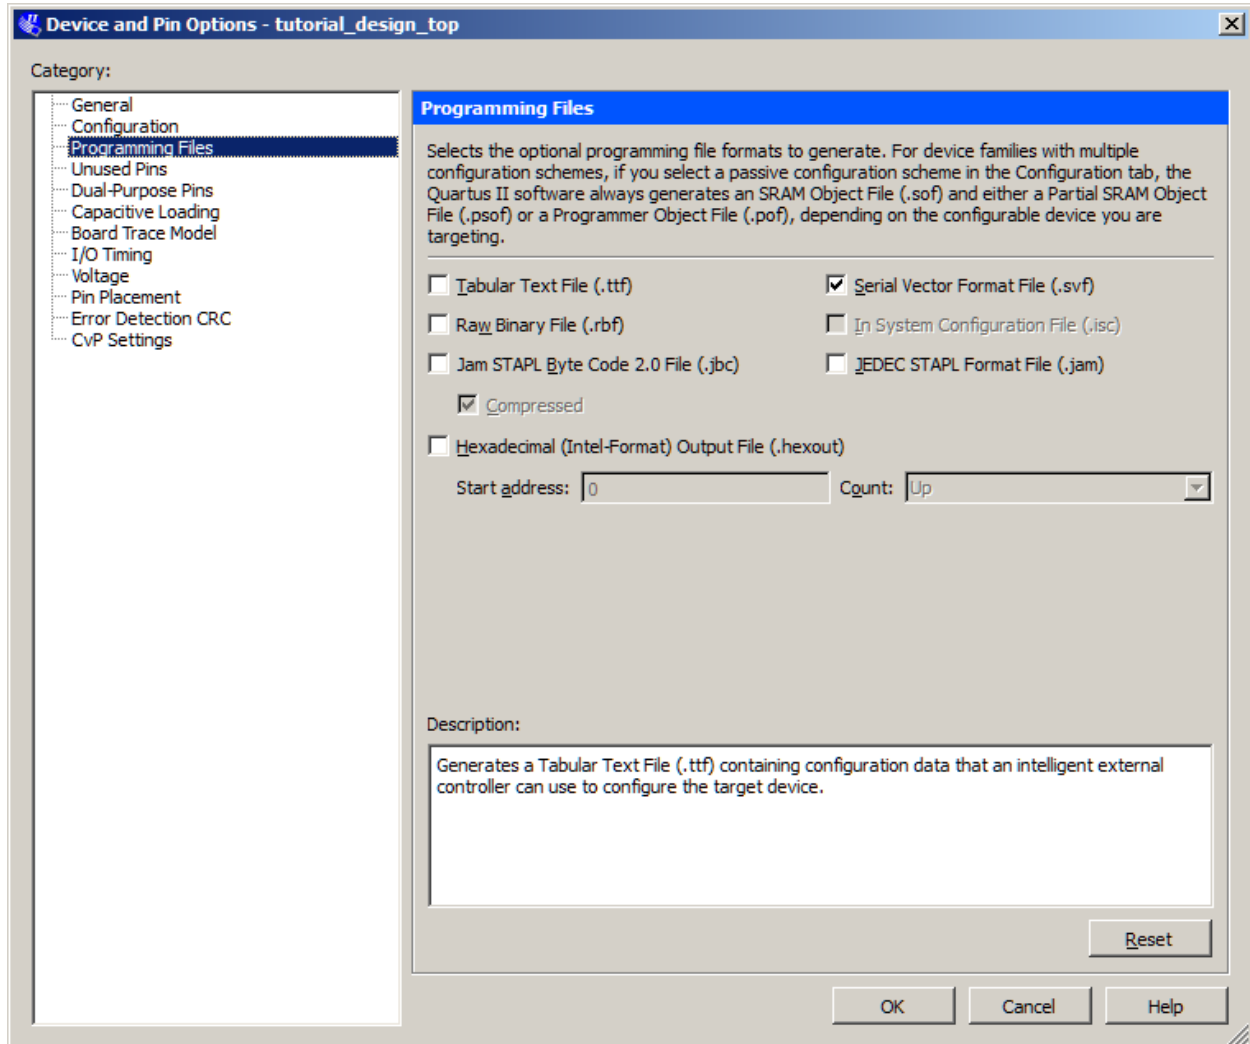 Device and Pin Options - tutorial_design_top
Category:
General
Configuration
Programming Files
Unused Pins
Dual-Purpose Pins
Capacitive Loading
Board Trace Model
I/O Timing
Voltage
Pin Placement
Error Detection CRC
CvP Settings
Programming Files
Selects the optional programming file formats to generate. For device families with multiple
configuration schemes, if you select a passive configuration scheme in the Configuration tab, the
Quartus II software always generates an SRAM Object File (.sof) and either a Partial SRAM Object
File (.psof) or a Programmer Object File (.pof), depending on the configurable device you are
targeting.
Tabular Text File (.ttf) Serial Vector Format File (.svf)
Raw Binary File (.rbf) In System Configuration File (.isc)
Jam STAPL Byte Code 2.0 File (.jbc) JEDEC STAPL Format File (.jam)
Compressed
Hexadecimal (Intel-Format) Output File (.hexout)
Start address: 0 Count: Up
Description:
Generates a Tabular Text File (.ttf) containing configuration data that an intelligent external
controller can use to configure the target device.
Reset
OK Cancel Help